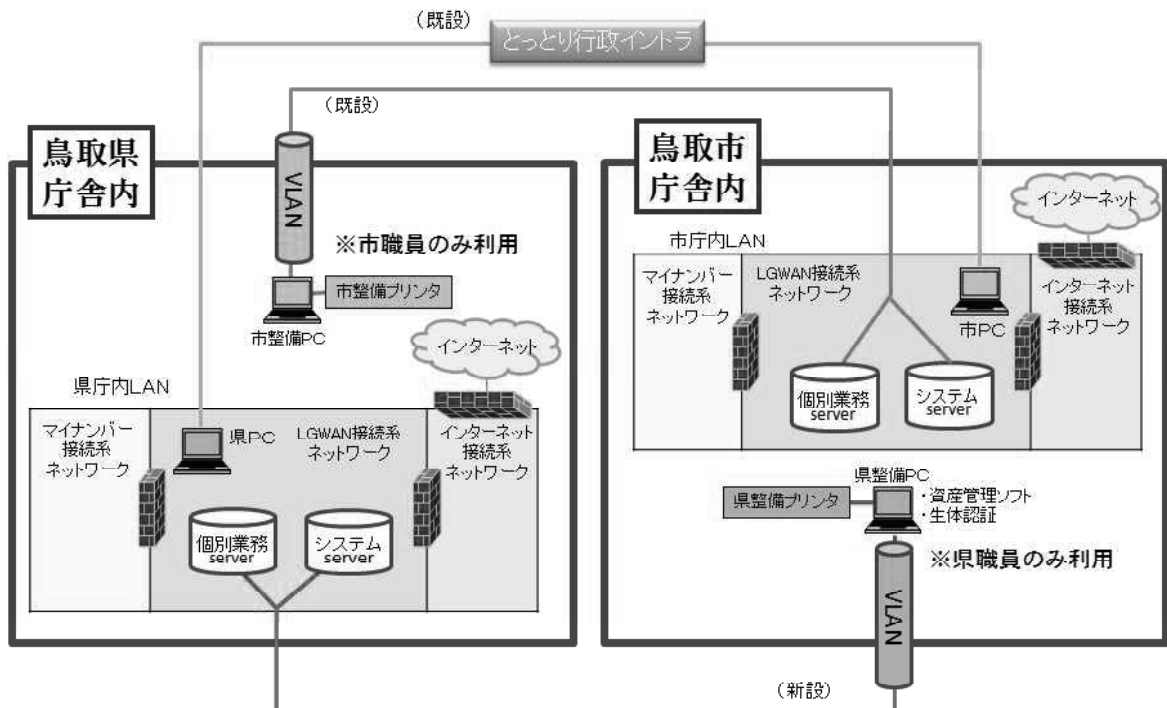 (既設)
とっとり行政イントラ
(既設)
鳥取県
庁舎内
VLAN
※市職員のみ利用
市整備プリンタ
市整備PC
インターネット
県庁内LAN
マイナンバー
接続系
ネットワーク
県PC
LGWAN接続系
ネットワーク
インターネット
接続系
ネットワーク
個別業務
server
システム
server
鳥取市
庁舎内
インターネット
市庁内LAN
マイナンバー
接続系
ネットワーク
LGWAN接続系
ネットワーク
市PC
インターネット
接続系
ネットワーク
個別業務
server
システム
server
県整備PC
県整備プリンタ
・資産管理ソフト
・生体認証
※県職員のみ利用
VLAN
(新設)